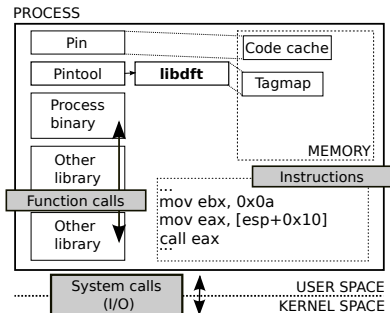 PROCESS
Pin
Code cache
Pintool
libdft
Tagmap
Process
binary
MEMORY
Other
library
Instructions
Function calls
...
mov ebx, 0x0a
mov eax, [esp+0x10]
call eax
...
Other
library
System calls
(I/O)
USER SPACE
KERNEL SPACE